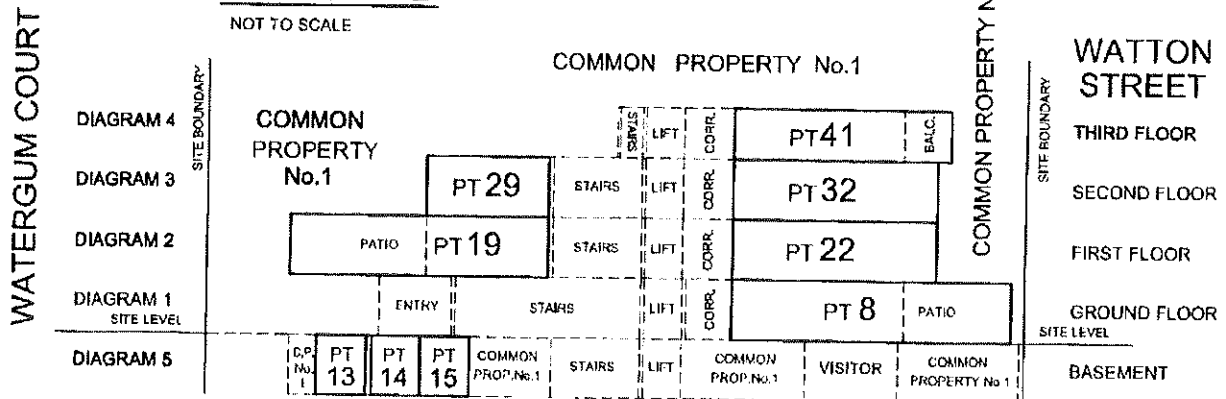 NOT TO SCALE
WATERGUM COURT
SITE BOUNDARY
COMMON PROPERTY No.1
COMMON PROPERTY N
SITE BOUNDARY
WATTON
STREET
DIAGRAM 4
COMMON
PROPERTY
No.1
STAIRS
LIFT
CORR.
PT 41
BALC.
THIRD FLOOR
DIAGRAM 3
PT 29
STAIRS
LIFT
CORR.
PT 32
SECOND FLOOR
DIAGRAM 2
PATIO
PT 19
STAIRS
LIFT
CORR.
PT 22
FIRST FLOOR
DIAGRAM 1
SITE LEVEL
ENTRY
STAIRS
LIFT
CORR.
PT 8
PATIO
GROUND FLOOR
SITE LEVEL
DIAGRAM 5
C.P.
No.
1
PT
13
PT
14
PT
15
COMMON
PROP.No.1
STAIRS
LIFT
COMMON
PROP.No.1
VISITOR
COMMON
PROPERTY No 1
BASEMENT